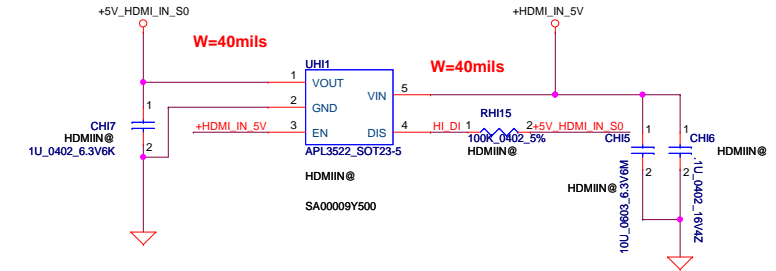 +5V_HDMI_IN_S0
+HDMI_IN_5V
W=40mils
W=40mils
UHI1
1
VOUT
2
GND
3
EN
VIN
5
DIS
4
+HDMI_IN_5V
HI_DI
RHI15
1
2
+5V_HDMI_IN_S0
100K_0402_5%
HDMIIN@
APL3522_SOT23-5
HDMIIN@
SA00009Y500
1
CHI7
HDMIIN@
2
1U_0402_6.3V6K
1
CHI5
2
HDMIIN@
10U_0603_6.3V6M
1
CHI6
HDMIIN@
2
.1U_0402_16V4Z